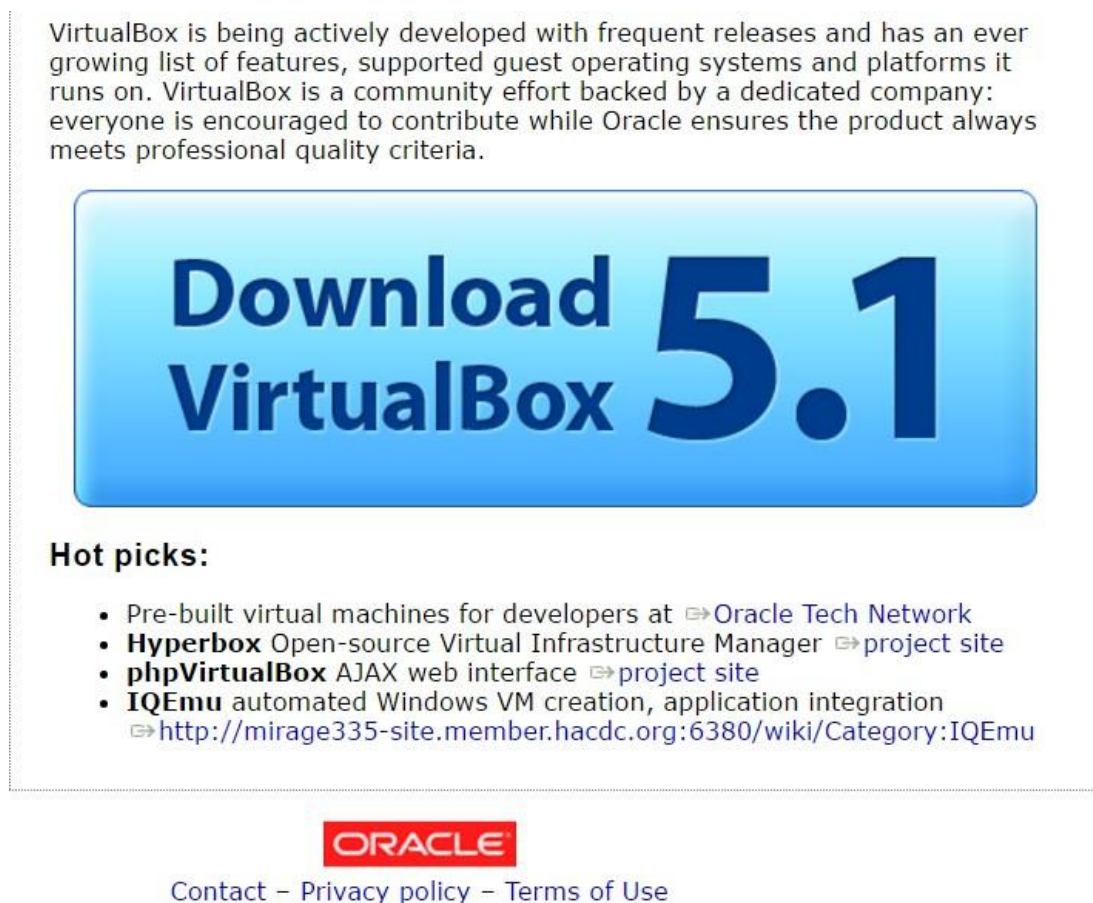 VirtualBox is being actively developed with frequent releases and has an ever
growing list of features, supported guest operating systems and platforms it
runs on. VirtualBox is a community effort backed by a dedicated company:
everyone is encouraged to contribute while Oracle ensures the product always
meets professional quality criteria.
Download
VirtualBox 5.1
Hot picks:
• Pre-built virtual machines for developers at Oracle Tech Network
• Hyperbox Open-source Virtual Infrastructure Manager project site
• phpVirtualBox AJAX web interface project site
• IQEmu automated Windows VM creation, application integration
http://mirage335-site.member.hacdc.org:6380/wiki/Category:IQEmu
ORACLE
Contact – Privacy policy – Terms of Use